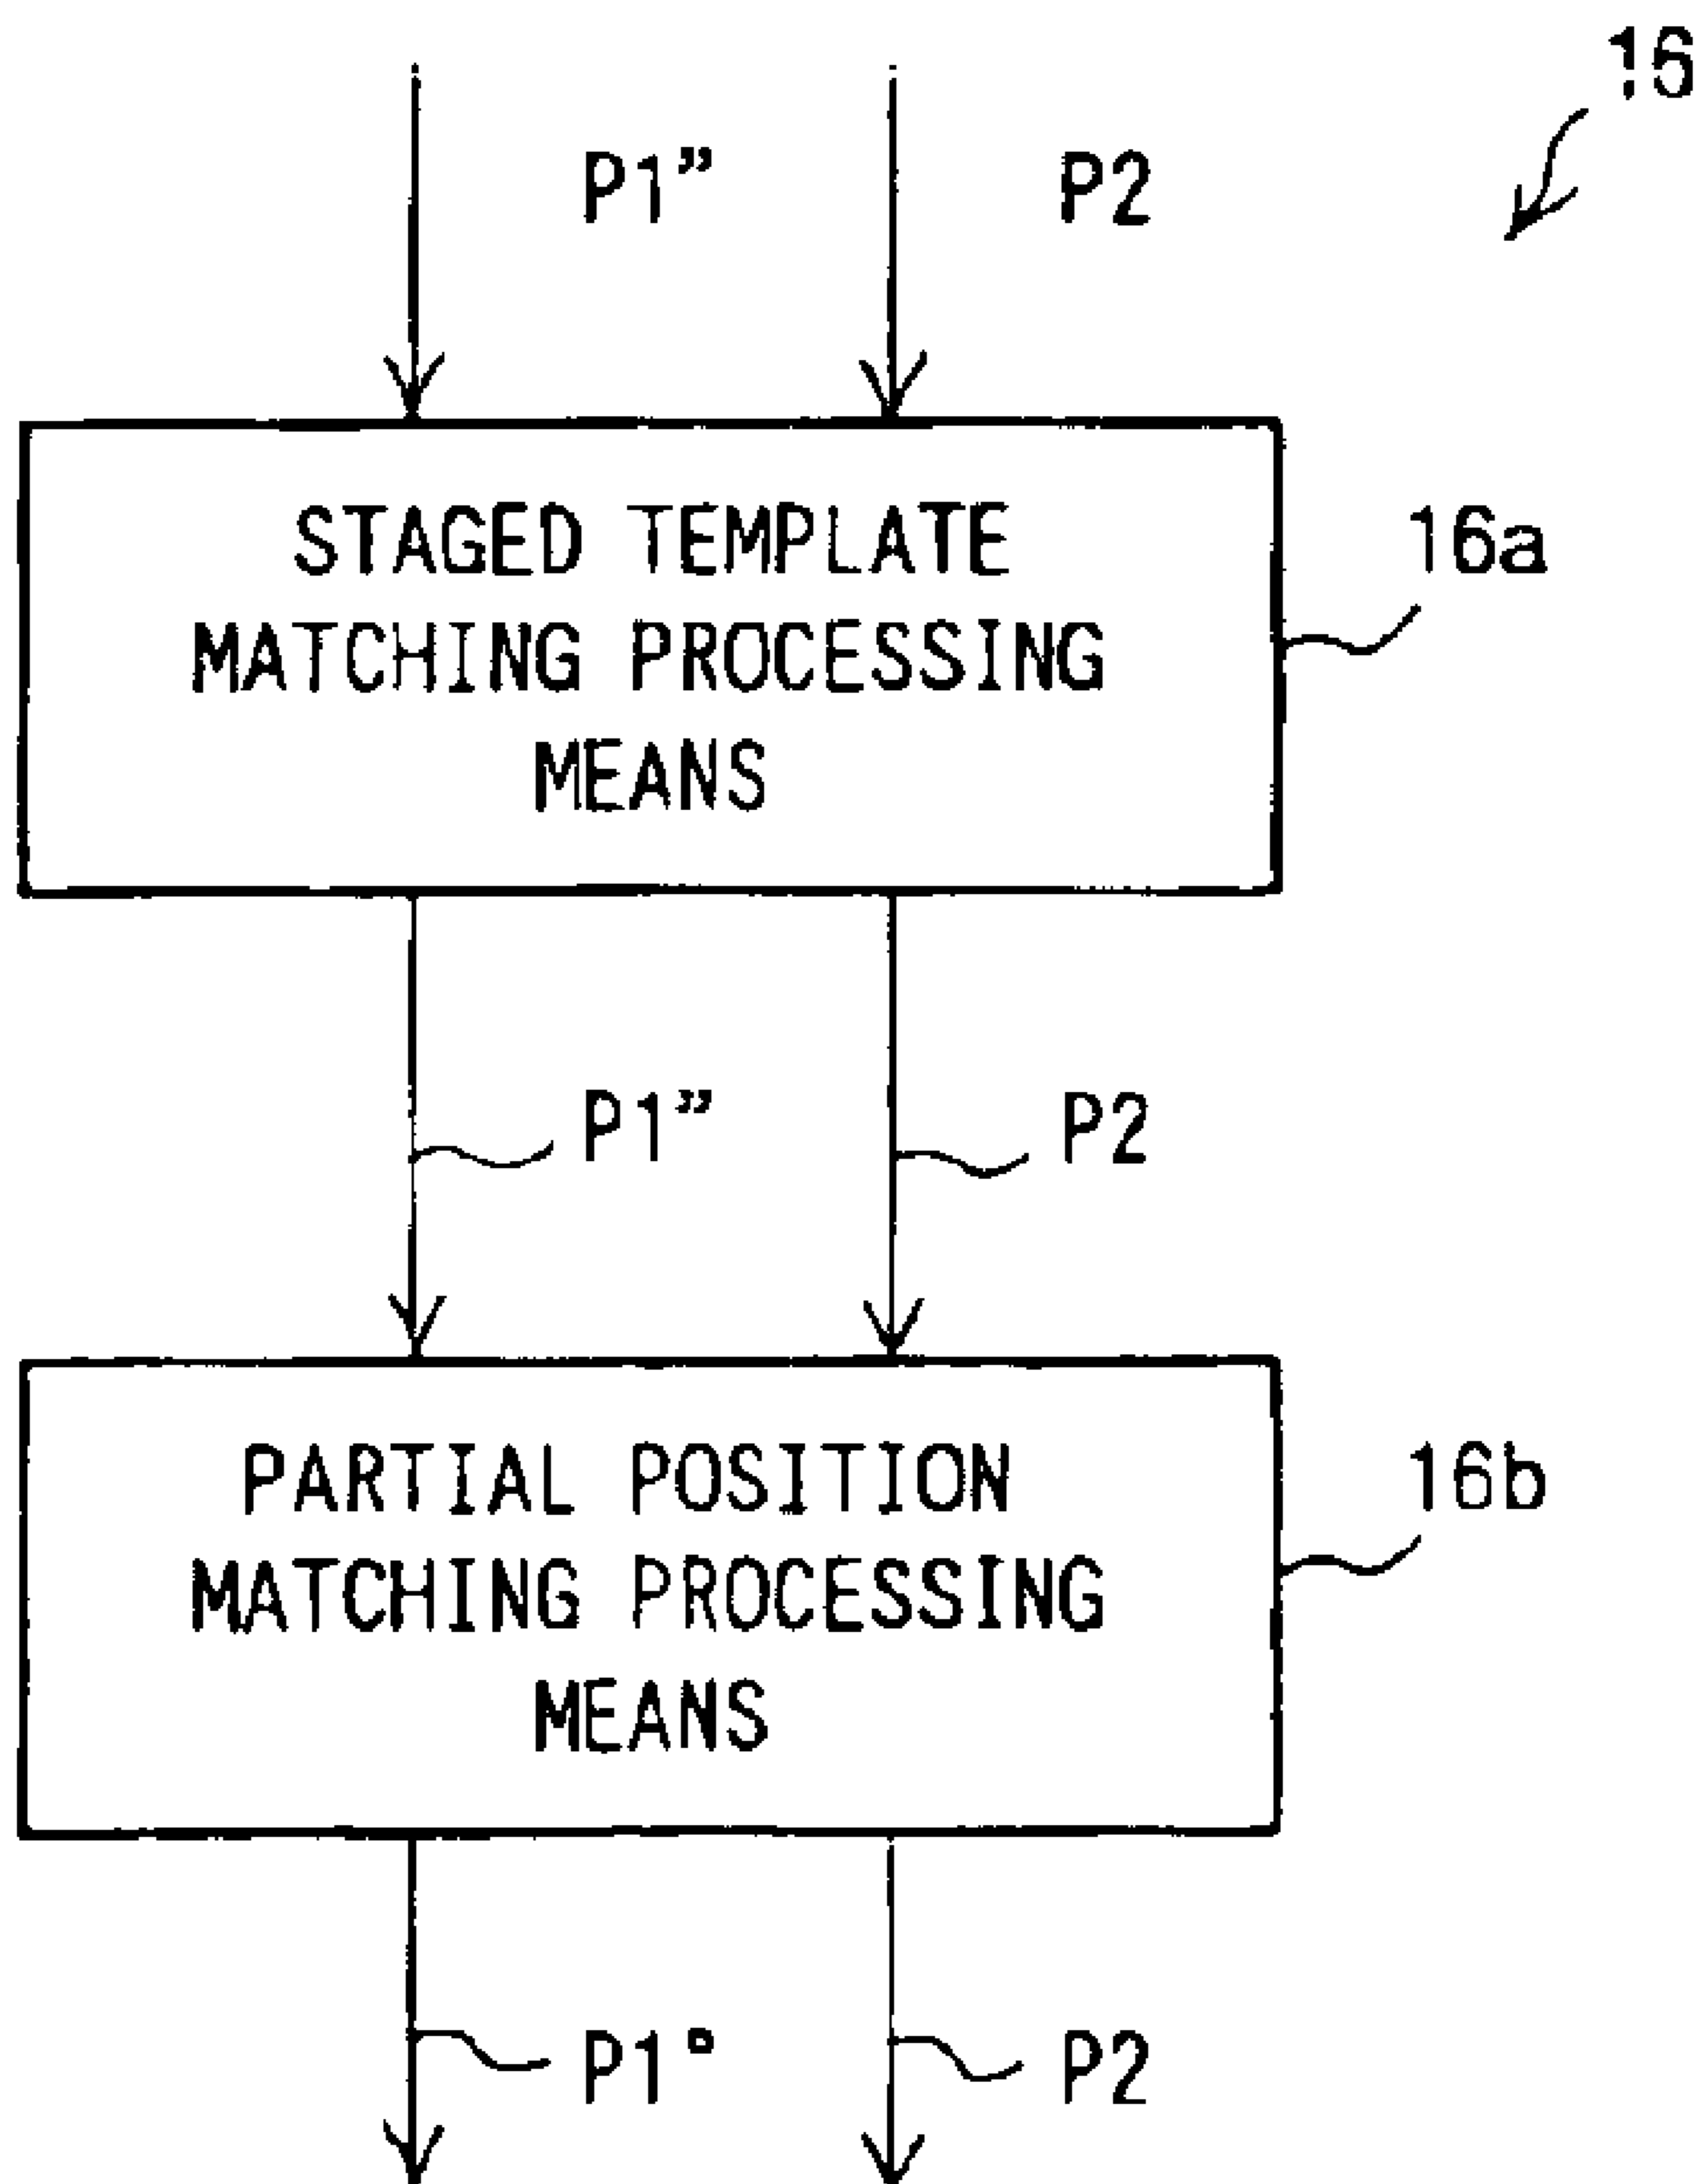 16
P1” P2
STAGED TEMPLATE
MATCHING PROCESSING
MEANS
16a
P1” P2
PARTIAL POSITION
MATCHING PROCESSING
MEANS
16b
P1° P2